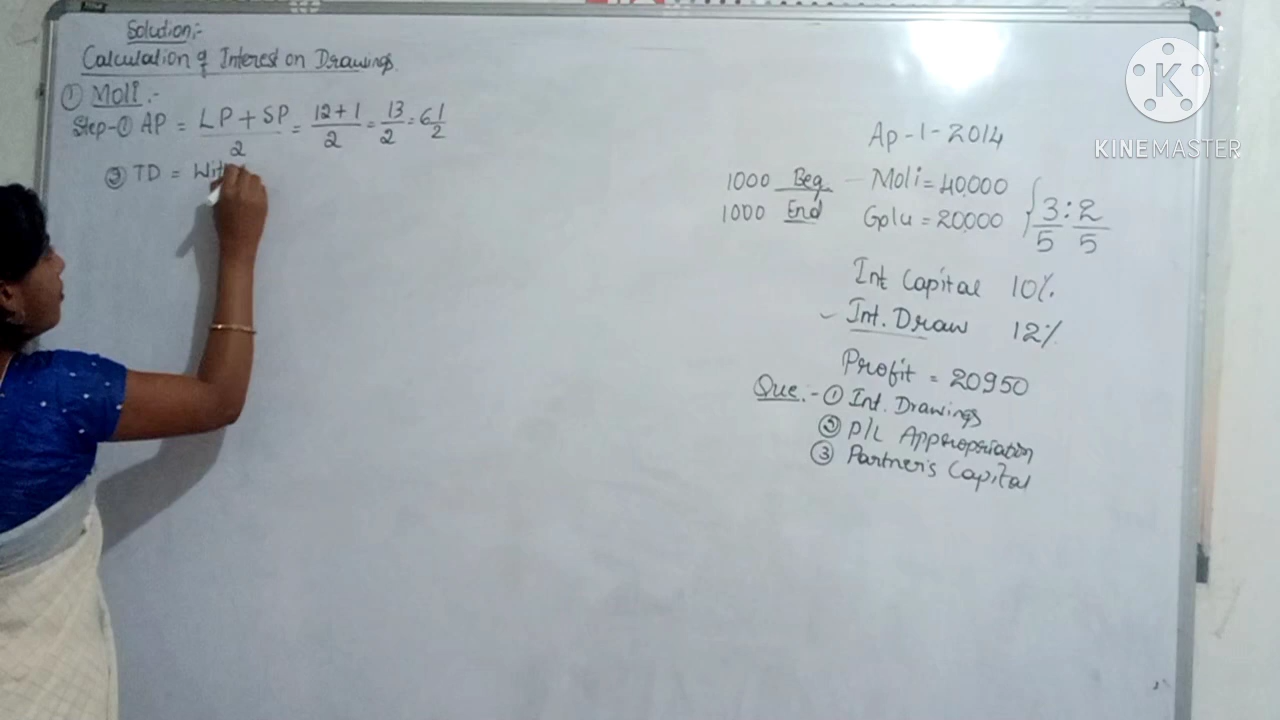 Solution:-
Calculation of Interest on Drawings.
① Moli:-
Step-① AP = LP + SP / 2 = 12+1 / 2 = 13 / 2 = 6 1/2
② TD = Wit
Ap-1-2014
1000 Beg Moli = 40,000
1000 End Golu = 20,000 { 3/5 : 2/5
Int Capital 10%
Int. Draw 12%
Profit = 20950
Que:- ① Int. Drawings
② P/L Appropriation
③ Partner's Capital
K
KINEMASTER